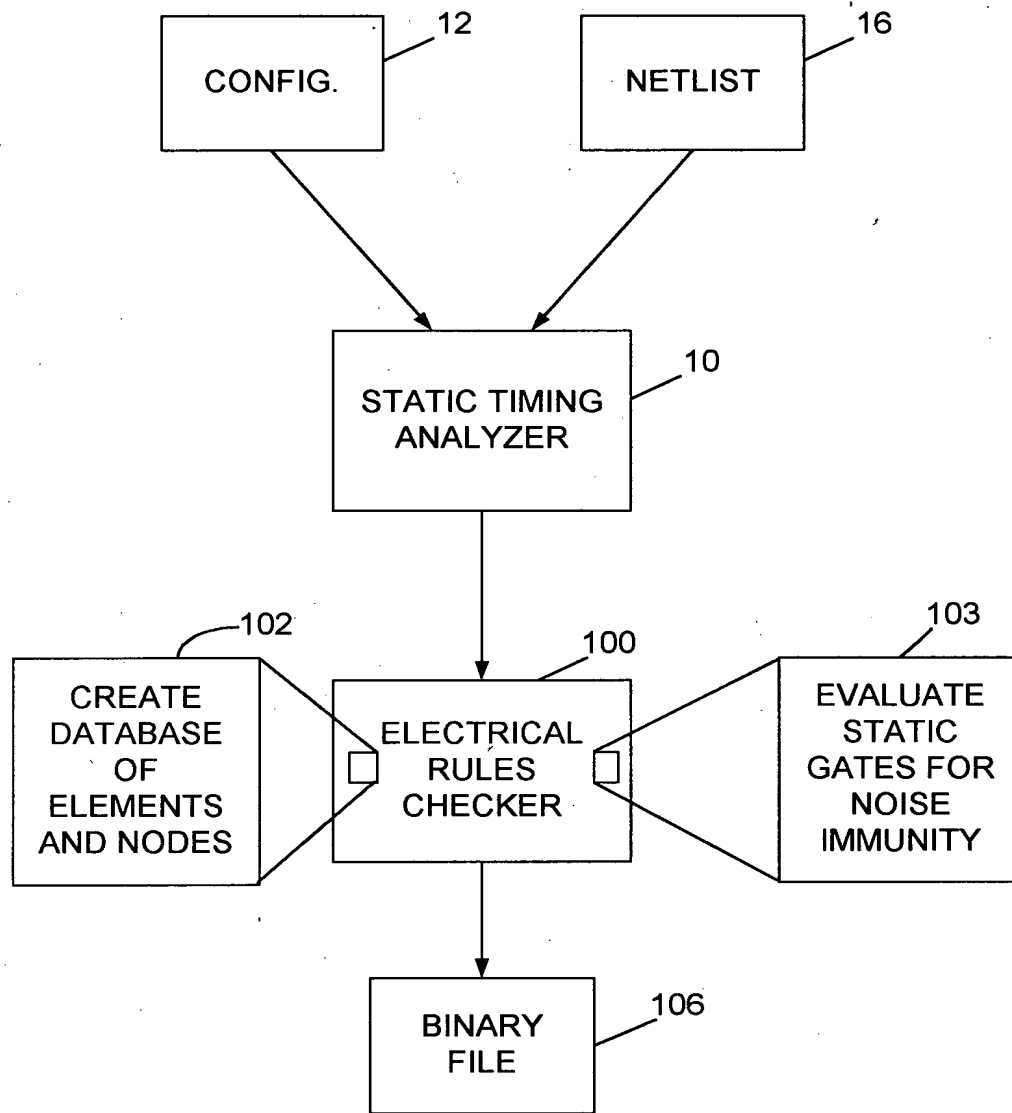 12
CONFIG.
16
NETLIST
10
STATIC TIMING
ANALYZER
102
CREATE
DATABASE
OF
ELEMENTS
AND NODES
100
ELECTRICAL
RULES
CHECKER
103
EVALUATE
STATIC
GATES FOR
NOISE
IMMUNITY
106
BINARY
FILE